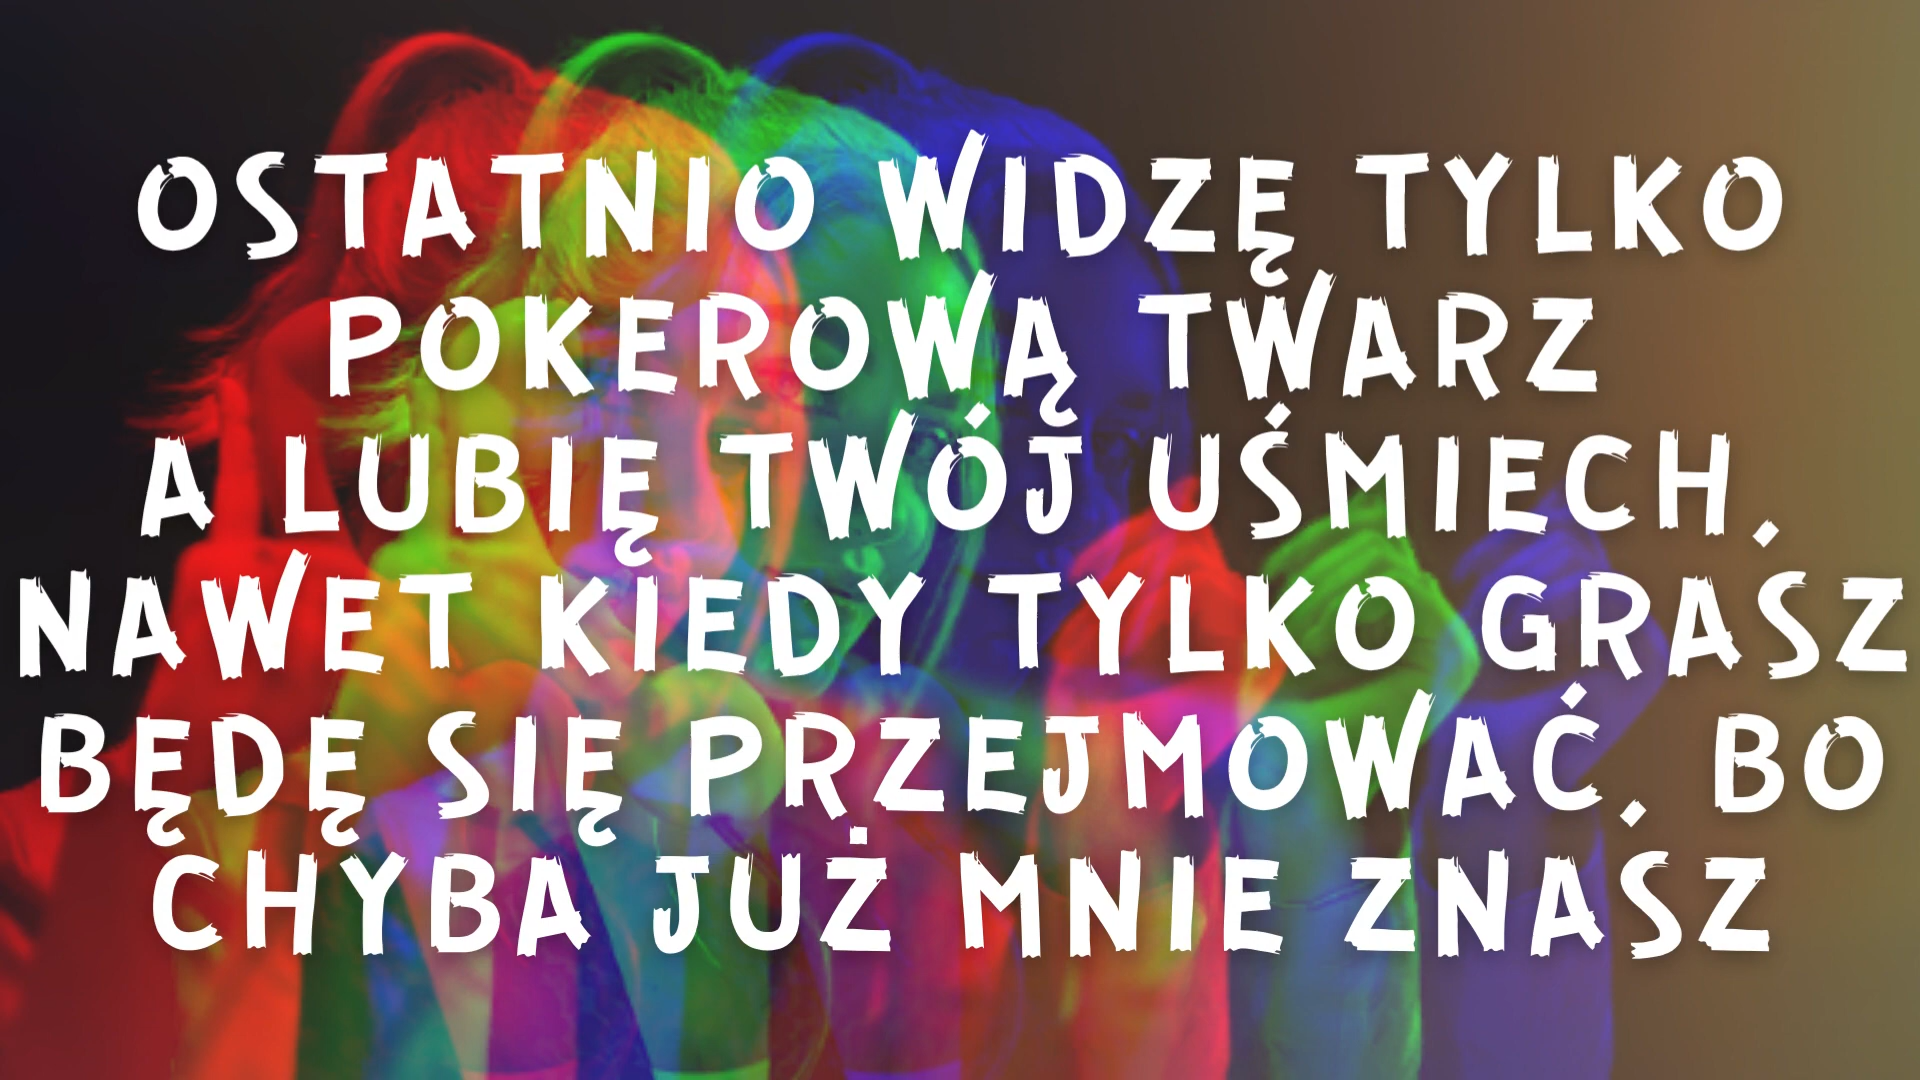 OSTATNIO WIDZĘ TYLKO
POKEROWĄ TWARZ
A LUBIĘ TWÓJ UŚMIECH,
NAWET KIEDY TYLKO GRASZ
BĘDĘ SIĘ PRZEJMOWAĆ, BO
CHYBA JUŻ MNIE ZNASZ